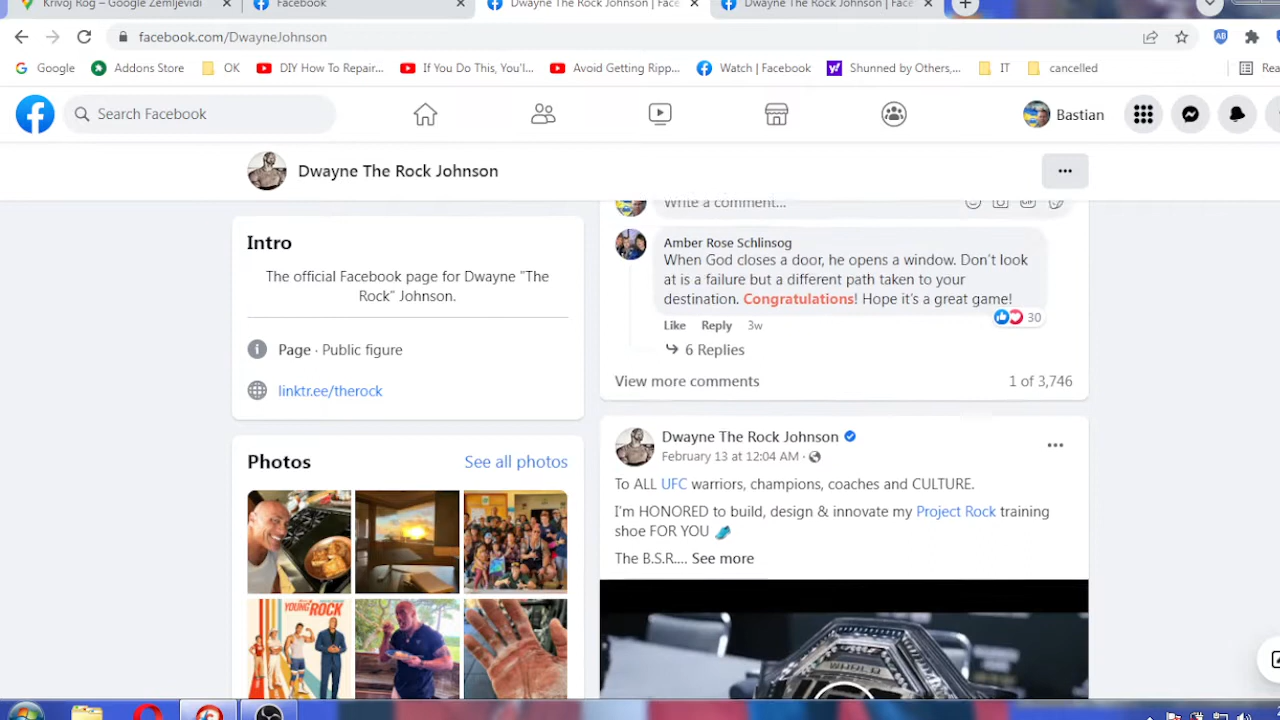 Krivoj Rog – Google Zemljevidi
Facebook
Dwayne The Rock Johnson | Face
Dwayne The Rock Johnson | Face
facebook.com/DwayneJohnson
Google
Addons Store
OK
DIY How To Repair...
If You Do This, You'l...
Avoid Getting Ripp...
Watch | Facebook
Shunned by Others,...
IT
cancelled
Rea
Search Facebook
Bastian
Dwayne The Rock Johnson
Intro
The official Facebook page for Dwayne "The
Rock" Johnson.
Page · Public figure
linktr.ee/therock
Photos
See all photos
YOUNG ROCK
Write a comment...
Amber Rose Schlinsog
When God closes a door, he opens a window. Don't look
at is a failure but a different path taken to your
destination. Congratulations! Hope it's a great game!
30
Like Reply 3w
6 Replies
View more comments
1 of 3,746
Dwayne The Rock Johnson
February 13 at 12:04 AM ·
To ALL UFC warriors, champions, coaches and CULTURE.
I'm HONORED to build, design & innovate my Project Rock training
shoe FOR YOU
The B.S.R.... See more